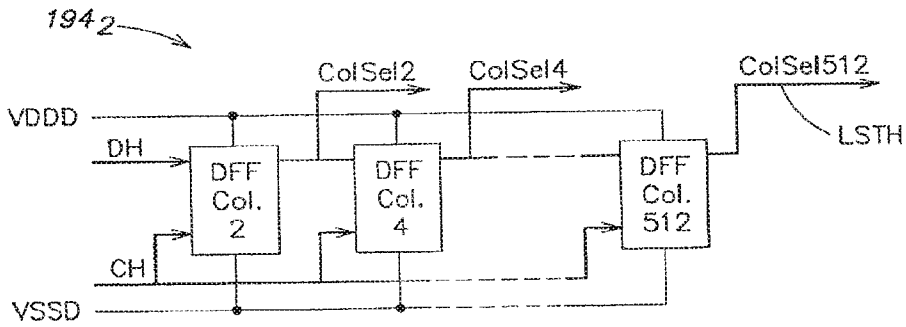 194₂
ColSel2
ColSel4
ColSel512
VDDD
DH
LSTH
DFF
Col.
2
DFF
Col.
4
DFF
Col.
512
CH
VSSD